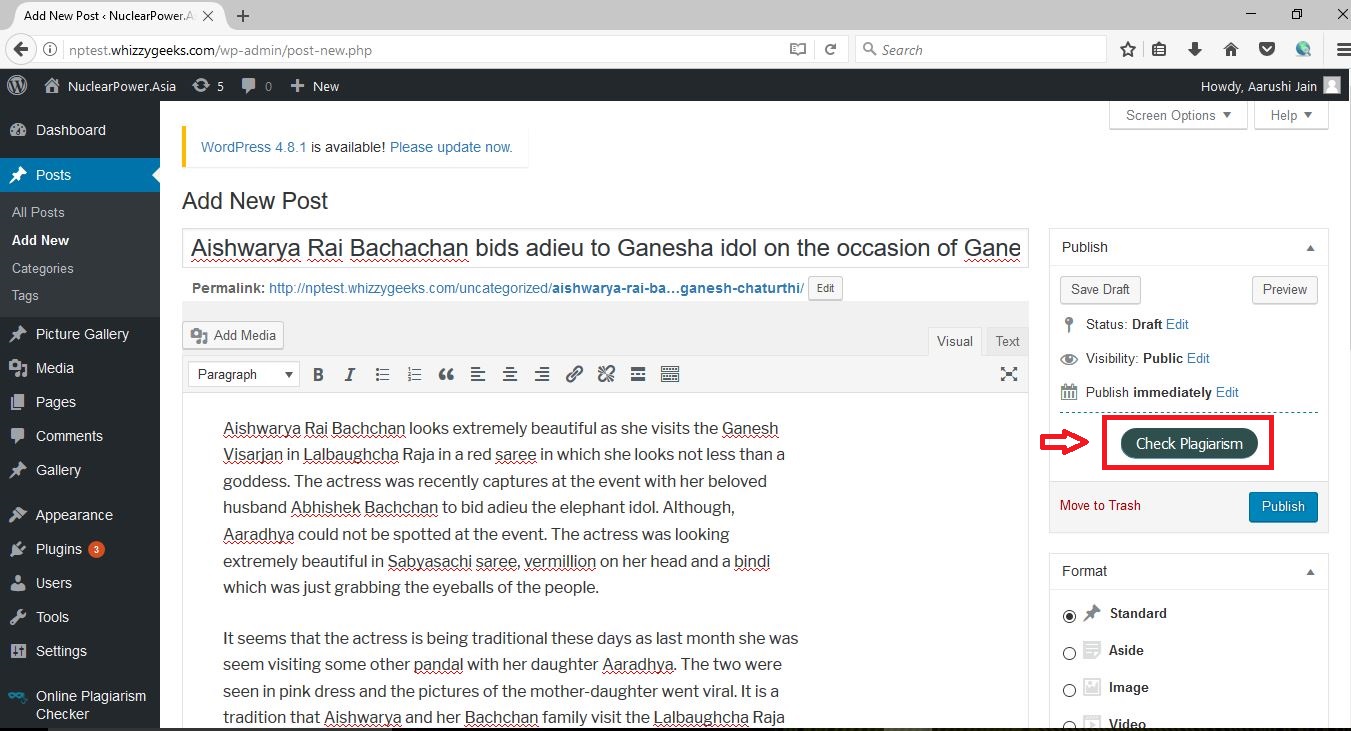 Add New Post ‹ NuclearPower.A
nptest.whizzygeeks.com/wp-admin/post-new.php
Search
NuclearPower.Asia 5 0 New
Howdy, Aarushi Jain
Screen Options Help
Dashboard
Posts
All Posts
Add New
Categories
Tags
Picture Gallery
Media
Pages
Comments
Gallery
Appearance
Plugins 3
Users
Tools
Settings
Online Plagiarism
Checker
WordPress 4.8.1 is available! Please update now.
Add New Post
Aishwarya Rai Bachachan bids adieu to Ganesha idol on the occasion of Gane
Permalink: http://nptest.whizzygeeks.com/uncategorized/aishwarya-rai-ba…ganesh-chaturthi/ Edit
Add Media
Visual Text
Paragraph B I
Aishwarya Rai Bachchan looks extremely beautiful as she visits the Ganesh
Visarjan in Lalbaughcha Raja in a red saree in which she looks not less than a
goddess. The actress was recently captures at the event with her beloved
husband Abhishek Bachchan to bid adieu the elephant idol. Although,
Aaradhya could not be spotted at the event. The actress was looking
extremely beautiful in Sabyasachi saree, vermillion on her head and a bindi
which was just grabbing the eyeballs of the people.
It seems that the actress is being traditional these days as last month she was
seem visiting some other pandal with her daughter Aaradhya. The two were
seen in pink dress and the pictures of the mother-daughter went viral. It is a
tradition that Aishwarya and her Bachchan family visit the Lalbaughcha Raja
Publish
Save Draft Preview
Status: Draft Edit
Visibility: Public Edit
Publish immediately Edit
Check Plagiarism
Move to Trash Publish
Format
Standard
Aside
Image
Video